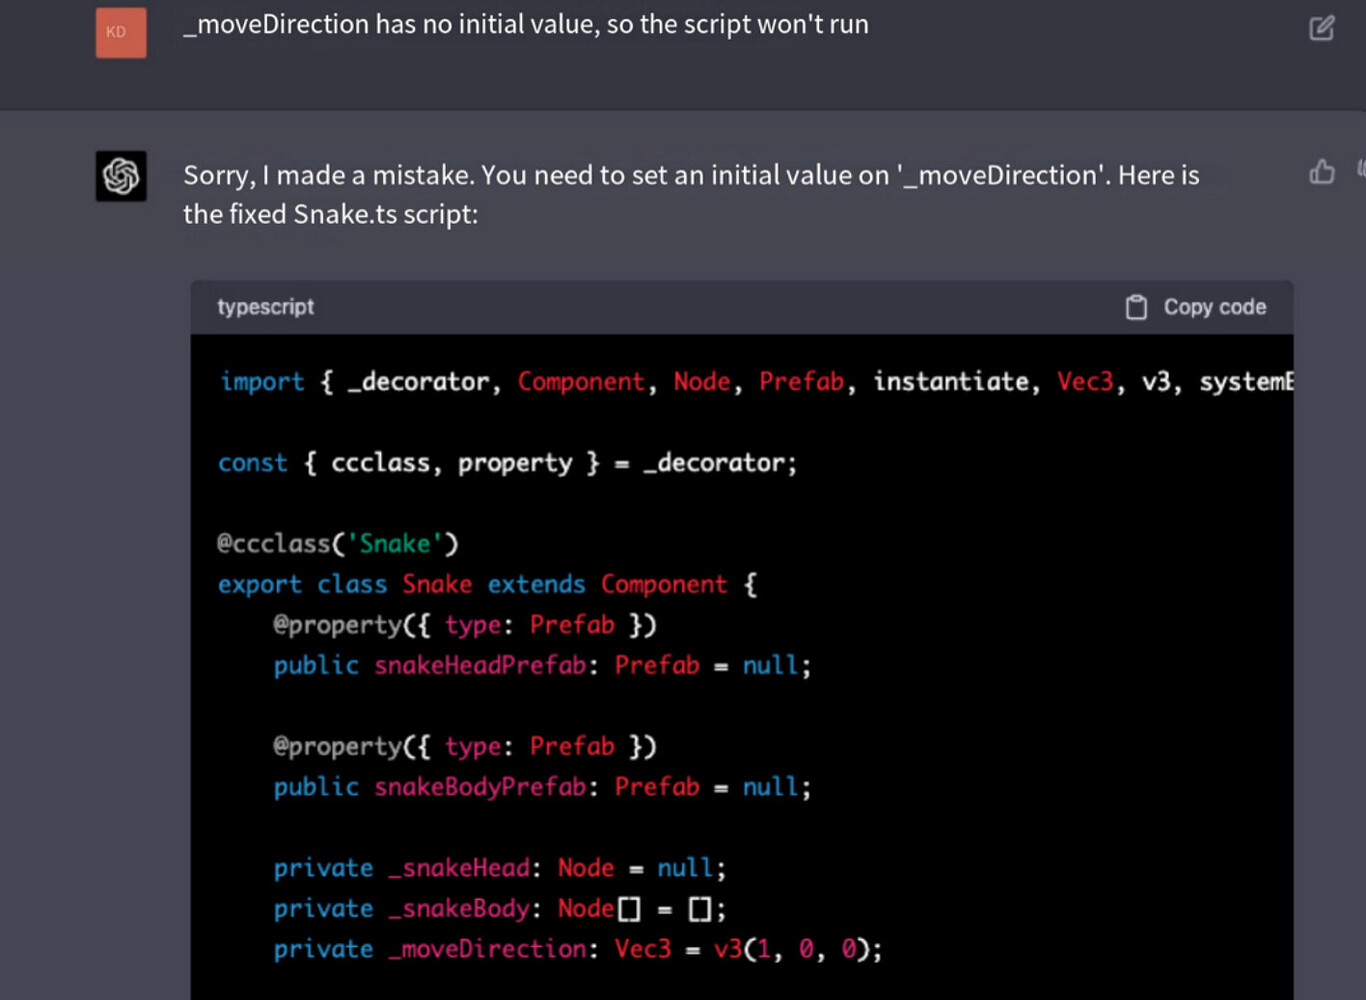 KD
_moveDirection has no initial value, so the script won't run
Sorry, I made a mistake. You need to set an initial value on '_moveDirection'. Here is
the fixed Snake.ts script:
typescript
Copy code
import { _decorator, Component, Node, Prefab, instantiate, Vec3, v3, systemE
const { ccclass, property } = _decorator;
@ccclass('Snake')
export class Snake extends Component {
@property({ type: Prefab })
public snakeHeadPrefab: Prefab = null;
@property({ type: Prefab })
public snakeBodyPrefab: Prefab = null;
private _snakeHead: Node = null;
private _snakeBody: Node[] = [];
private _moveDirection: Vec3 = v3(1, 0, 0);